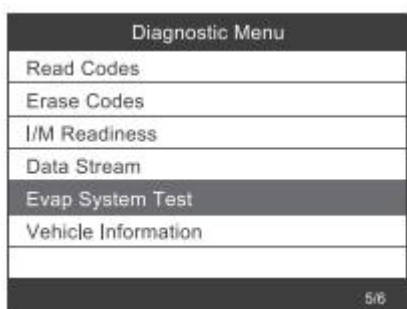 Diagnostic Menu
Read Codes
Erase Codes
I/M Readiness
Data Stream
Evap System Test
Vehicle Information
5/6